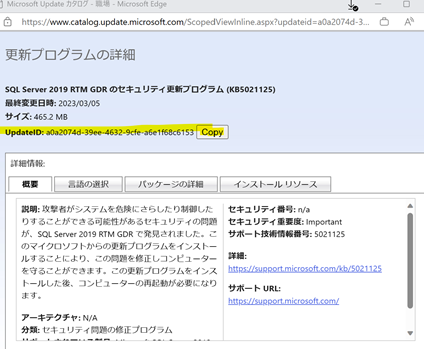 Microsoft Update カタログ - 職場 - Microsoft Edge
https://www.catalog.update.microsoft.com/ScopedViewInline.aspx?updateid=a0a2074d-3...
更新プログラムの詳細
SQL Server 2019 RTM GDR のセキュリティ更新プログラム (KB5021125)
最終変更日時: 2023/03/05
サイズ: 465.2 MB
UpdateID: a0a2074d-39ee-4632-9cfe-a6e1f68c6153 Copy
詳細情報:
概要 言語の選択 パッケージの詳細 インストール リソース
説明: 攻撃者がシステムを危険にさらしたり制御した
りすることができる可能性があるセキュリティの問題
が、SQL Server 2019 RTM GDR で発見されました。こ
のマイクロソフトからの更新プログラムをインストー
ルすることにより、この問題を修正しコンピューター
を守ることができます。この更新プログラムをインス
トールした後、コンピューターの再起動が必要になり
ます。
アーキテクチャ: N/A
分類: セキュリティ問題の修正プログラム
セキュリティ番号: n/a
セキュリティ重要度: Important
サポート技術情報番号: 5021125
詳細:
https://support.microsoft.com/kb/5021125
サポート URL:
https://support.microsoft.com/